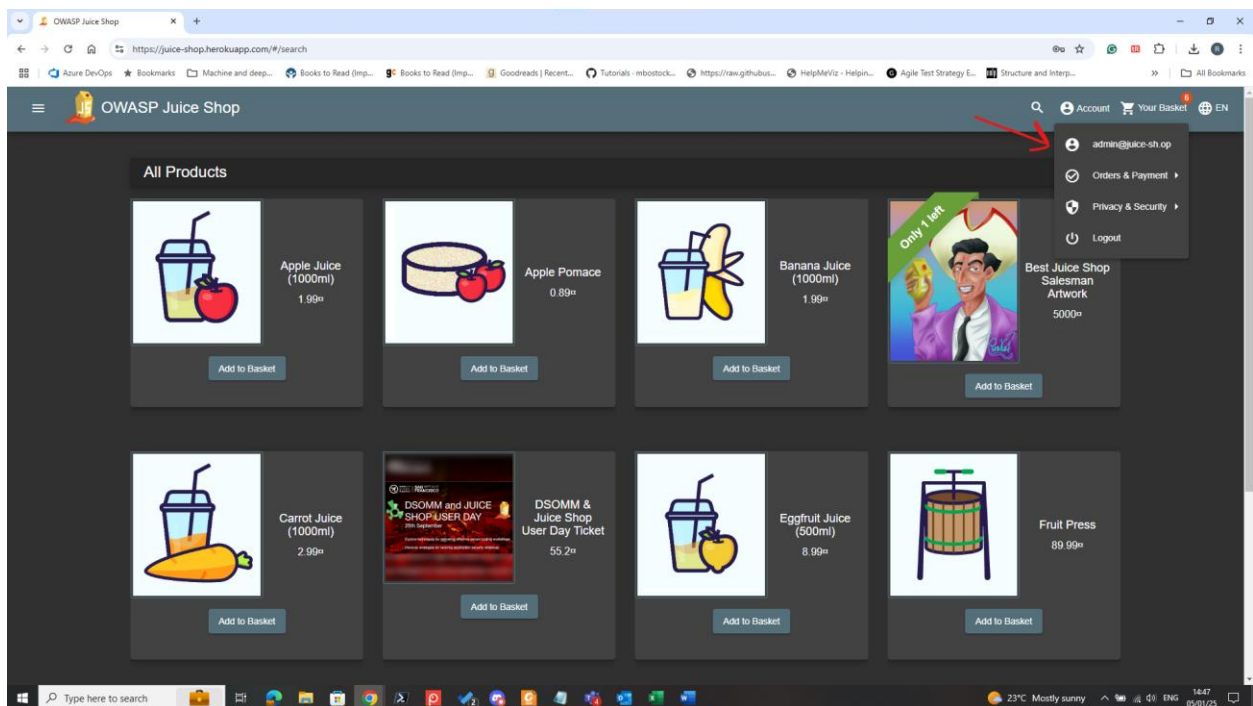 OWASP Juice Shop
https://juice-shop.herokuapp.com/#/search
Azure DevOps
Bookmarks
Machine and deep...
Books to Read (Imp...
Books to Read (Imp...
Goodreads | Recent...
Tutorials - mbostock...
https://raw.githubus...
HelpMeViz - Helpin...
Agile Test Strategy E...
Structure and Interp...
»
All Bookmarks
OWASP Juice Shop
Account
Your Basket
6
EN
admin@juice-sh.op
Orders & Payment
Privacy & Security
Logout
All Products
Apple Juice
(1000ml)
1.99¤
Add to Basket
Apple Pomace
0.89¤
Add to Basket
Banana Juice
(1000ml)
1.99¤
Add to Basket
Only 1 left
Best Juice Shop
Salesman
Artwork
5000¤
Add to Basket
Carrot Juice
(1000ml)
2.99¤
Add to Basket
DSOMM and JUICE
SHOP USER DAY
25th September
DSOMM &
Juice Shop
User Day Ticket
55.2¤
Add to Basket
Eggfruit Juice
(500ml)
8.99¤
Add to Basket
Fruit Press
89.99¤
Add to Basket
Type here to search
23°C Mostly sunny
ENG
14:47
05/01/25